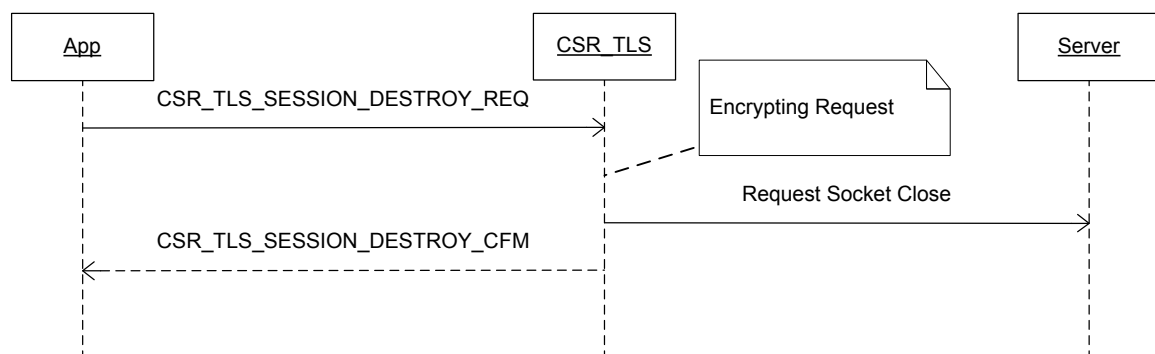 App
CSR_TLS
Server
CSR_TLS_SESSION_DESTROY_REQ
Encrypting Request
Request Socket Close
CSR_TLS_SESSION_DESTROY_CFM